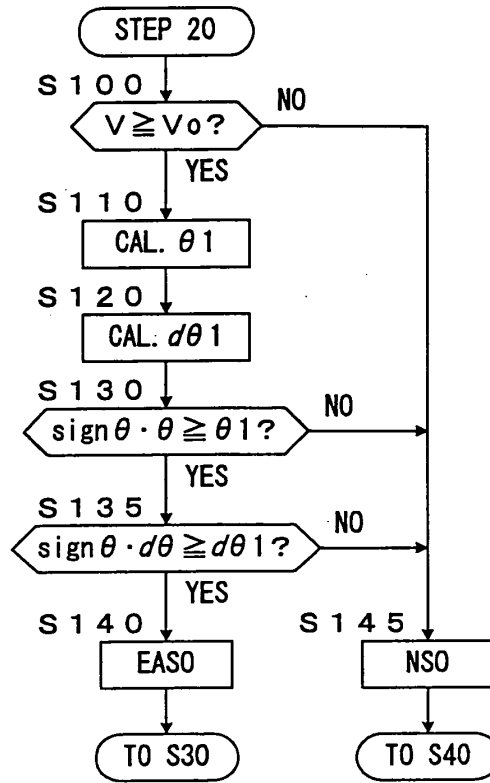 STEP 20
S100
V≧Vo?
NO
YES
S110
CAL. θ1
S120
CAL. dθ1
S130
signθ・θ≧θ1?
NO
YES
S135
signθ・dθ≧dθ1?
NO
YES
S140
EASO
S145
NSO
TO S30
TO S40